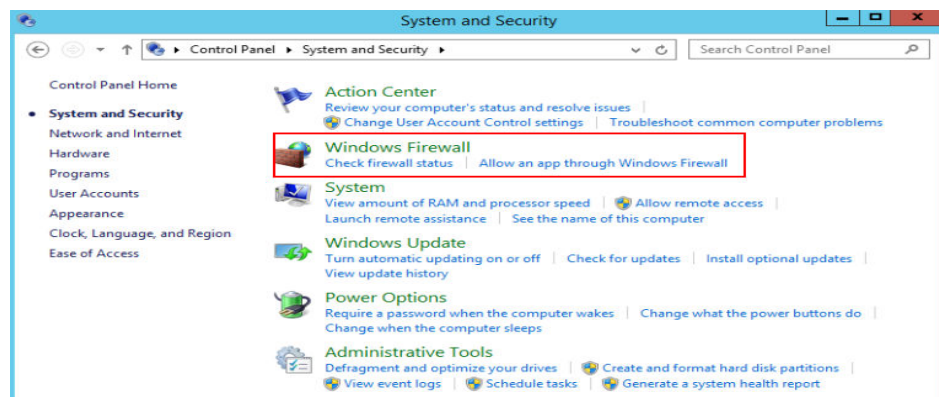 System and Security
Control Panel ▸ System and Security ▸
Search Control Panel
Control Panel Home
System and Security
Network and Internet
Hardware
Programs
User Accounts
Appearance
Clock, Language, and Region
Ease of Access
Action Center
Review your computer's status and resolve issues
Change User Account Control settings | Troubleshoot common computer problems
Windows Firewall
Check firewall status | Allow an app through Windows Firewall
System
View amount of RAM and processor speed | Allow remote access
Launch remote assistance | See the name of this computer
Windows Update
Turn automatic updating on or off | Check for updates | Install optional updates
View update history
Power Options
Require a password when the computer wakes | Change what the power buttons do
Change when the computer sleeps
Administrative Tools
Defragment and optimize your drives | Create and format hard disk partitions
View event logs | Schedule tasks | Generate a system health report